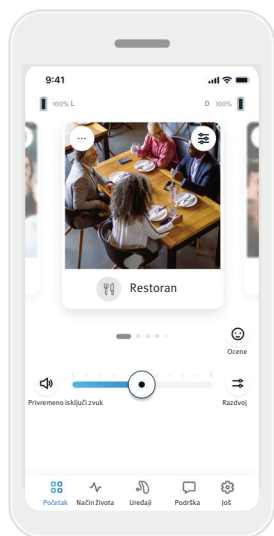 9:41
100% L
D 100%
Restoran
Ocene
Privremeno isključi zvuk
Razdvoj
Početak
Način života
Uređaji
Podrška
Još